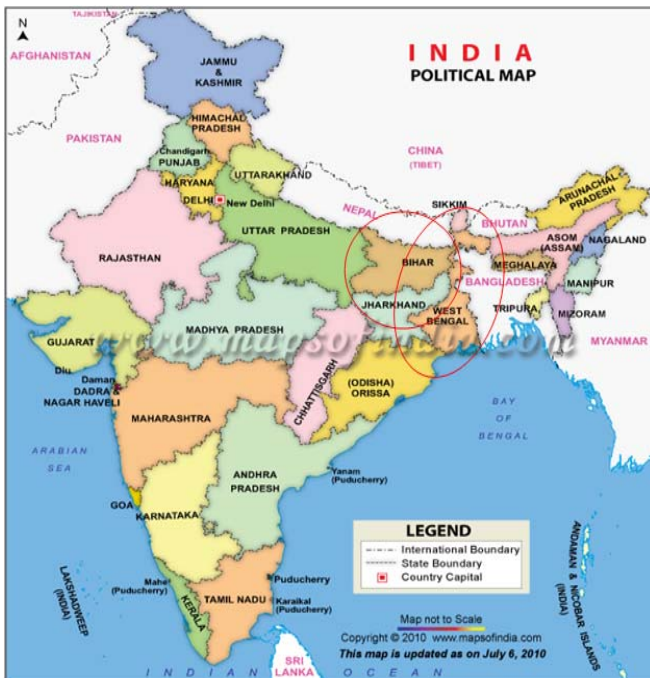 N
TAJIKISTAN
AFGHANISTAN
INDIA
POLITICAL MAP
JAMMU
&
KASHMIR
HIMACHAL
PRADESH
PAKISTAN
Chandigarh
PUNJAB
UTTARAKHAND
HARYANA
DELHI
New Delhi
CHINA
(TIBET)
NEPAL
SIKKIM
BHUTAN
ARUNACHAL
PRADESH
RAJASTHAN
UTTAR PRADESH
BIHAR
ASOM
(ASSAM)
NAGALAND
MEGHALAYA
BANGLADESH
MANIPUR
JHARKHAND
WEST
BENGAL
TRIPURA
MIZORAM
MYANMAR
GUJARAT
MADHYA PRADESH
www.mapsofindia.com
Diu
Daman
DADRA &
NAGAR HAVELI
CHHATTISGARH
(ODISHA)
ORISSA
MAHARASHTRA
BAY
OF
BENGAL
ARABIAN
SEA
ANDHRA
PRADESH
Yanam
(Puducherry)
GOA
KARNATAKA
LEGEND
International Boundary
State Boundary
Country Capital
ANDAMAN & NICOBAR ISLANDS
(INDIA)
LAKSHADWEEP
(INDIA)
Mahe
(Puducherry)
Puducherry
KERALA
TAMIL NADU
Karaikal
(Puducherry)
Map not to Scale
Copyright © 2010 www.mapsofindia.com
This map is updated as on July 6, 2010
SRI
LANKA
INDIAN OCEAN